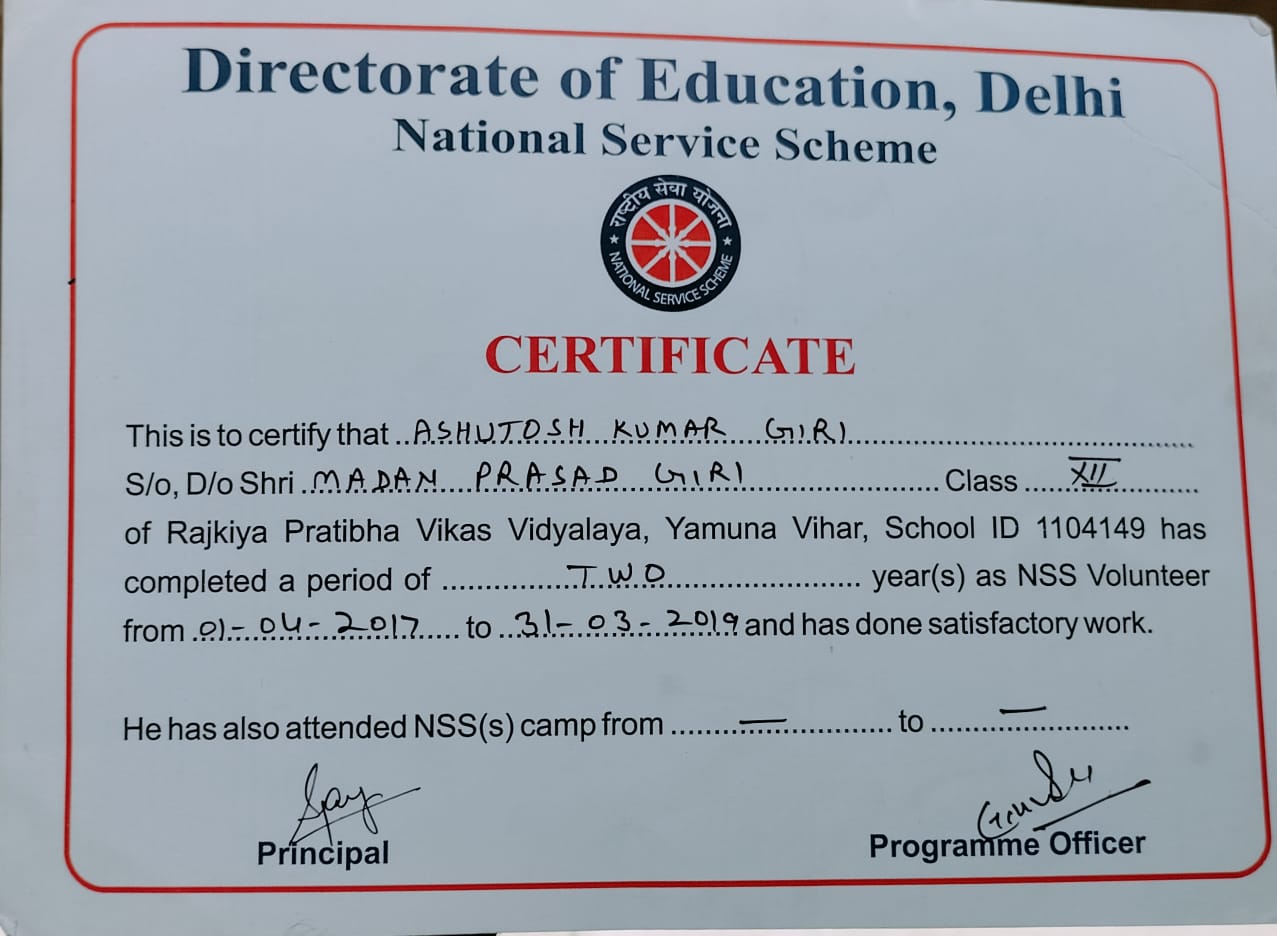 Directorate of Education, Delhi
National Service Scheme
राष्ट्रीय सेवा योजना
NATIONAL SERVICE SCHEME
CERTIFICATE
This is to certify that ..ASHUTOSH KUMAR GIRI..
S/o, D/o Shri ..MADAN PRASAD GIRI.. Class ..XII..
of Rajkiya Pratibha Vikas Vidyalaya, Yamuna Vihar, School ID 1104149 has
completed a period of ..TWO.. year(s) as NSS Volunteer
from ..01-04-2017.. to ..31-03-2019 and has done satisfactory work.
He has also attended NSS(s) camp from ..—.. to ..—..
Principal
Programme Officer